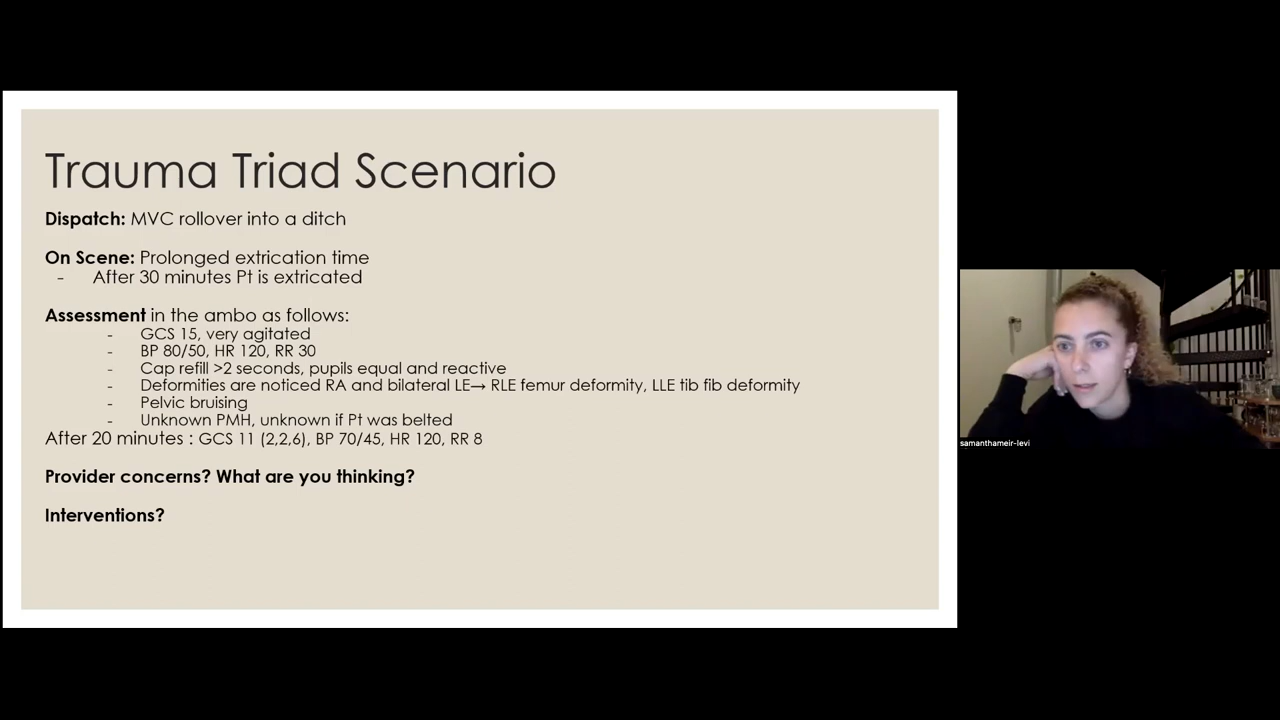 Trauma Triad Scenario
Dispatch: MVC rollover into a ditch
On Scene: Prolonged extrication time
- After 30 minutes Pt is extricated
Assessment in the ambo as follows:
- GCS 15, very agitated
- BP 80/50, HR 120, RR 30
- Cap refill >2 seconds, pupils equal and reactive
- Deformities are noticed RA and bilateral LE→ RLE femur deformity, LLE tib fib deformity
- Pelvic bruising
- Unknown PMH, unknown if Pt was belted
After 20 minutes : GCS 11 (2,2,6), BP 70/45, HR 120, RR 8
Provider concerns? What are you thinking?
Interventions?
samanthameir-levi